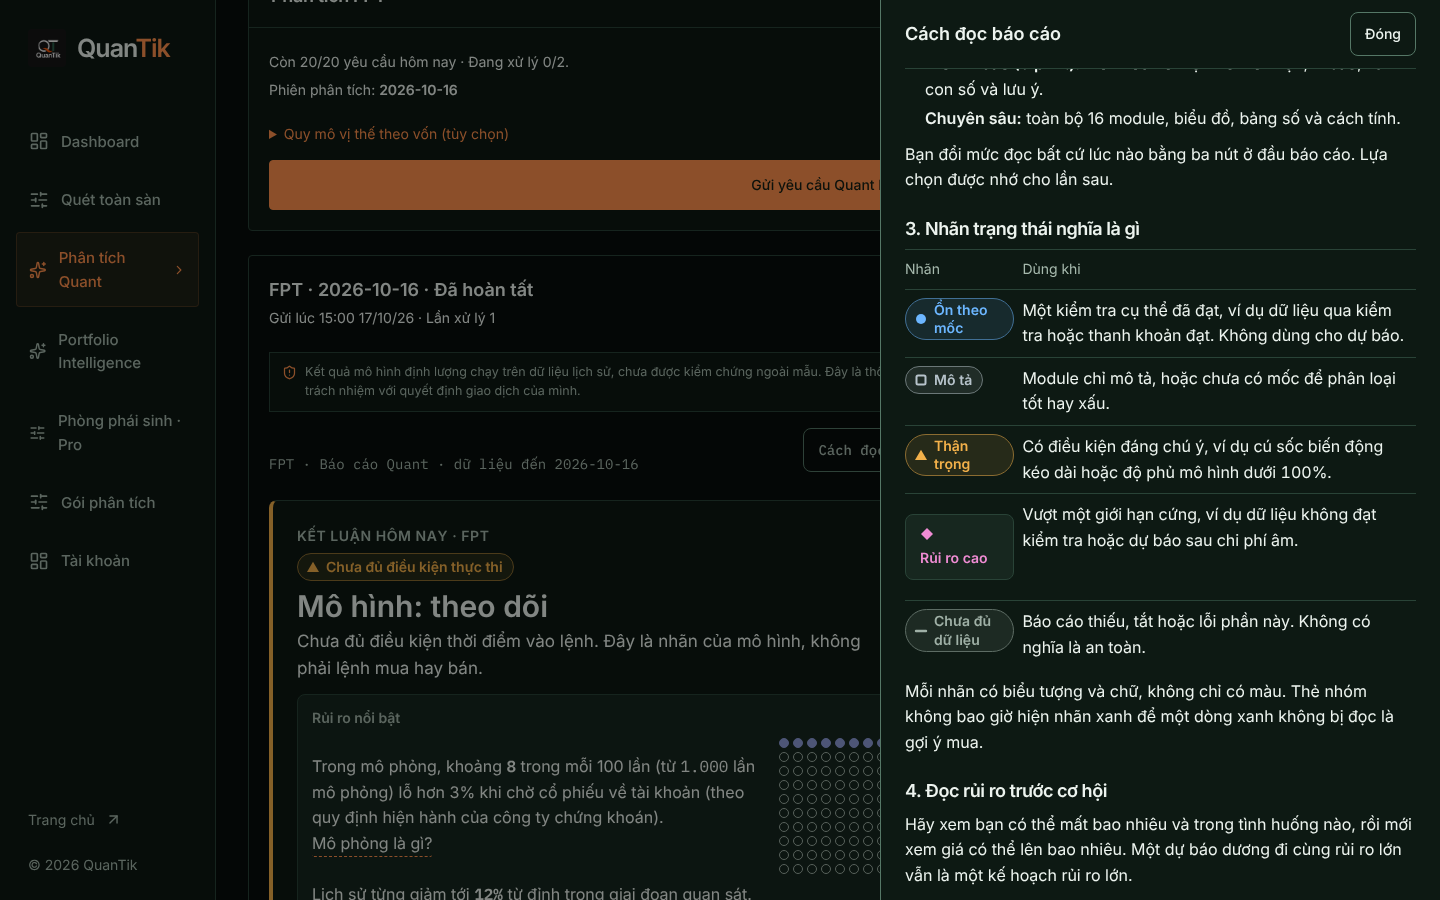 QT
QuanTik
QuanTik
Dashboard
Quét toàn sàn
Phân tích
Quant
Portfolio
Intelligence
Phòng phái sinh ·
Pro
Gói phân tích
Tài khoản
Trang chủ
© 2026 QuanTik
Còn 20/20 yêu cầu hôm nay · Đang xử lý 0/2.
Phiên phân tích: 2026-10-16
Quy mô vị thế theo vốn (tùy chọn)
Gửi yêu cầu Quant
FPT · 2026-10-16 · Đã hoàn tất
Gửi lúc 15:00 17/10/26 · Lần xử lý 1
Kết quả mô hình định lượng chạy trên dữ liệu lịch sử, chưa được kiểm chứng ngoài mẫu. Đây là
trách nhiệm với quyết định giao dịch của mình.
Cách đọc
FPT · Báo cáo Quant · dữ liệu đến 2026-10-16
KẾT LUẬN HÔM NAY · FPT
Chưa đủ điều kiện thực thi
Mô hình: theo dõi
Chưa đủ điều kiện thời điểm vào lệnh. Đây là nhãn của mô hình, không
phải lệnh mua hay bán.
Rủi ro nổi bật
Trong mô phỏng, khoảng 8 trong mỗi 100 lần (từ 1.000 lần
mô phỏng) lỗ hơn 3% khi chờ cổ phiếu về tài khoản (theo
quy định hiện hành của công ty chứng khoán).
Mô phỏng là gì?
Lịch sử từng giảm tới 12% từ đỉnh trong giai đoạn quan sát.
Cách đọc báo cáo
Đóng
con số và lưu ý.
Chuyên sâu: toàn bộ 16 module, biểu đồ, bảng số và cách tính.
Bạn đổi mức đọc bất cứ lúc nào bằng ba nút ở đầu báo cáo. Lựa
chọn được nhớ cho lần sau.
3. Nhãn trạng thái nghĩa là gì
Nhãn Dùng khi
Ổn theo
mốc
Một kiểm tra cụ thể đã đạt, ví dụ dữ liệu qua kiểm
tra hoặc thanh khoản đạt. Không dùng cho dự báo.
Mô tả
Module chỉ mô tả, hoặc chưa có mốc để phân loại
tốt hay xấu.
Thận
trọng
Có điều kiện đáng chú ý, ví dụ cú sốc biến động
kéo dài hoặc độ phủ mô hình dưới 100%.
Rủi ro cao
Vượt một giới hạn cứng, ví dụ dữ liệu không đạt
kiểm tra hoặc dự báo sau chi phí âm.
Chưa đủ
dữ liệu
Báo cáo thiếu, tắt hoặc lỗi phần này. Không có
nghĩa là an toàn.
Mỗi nhãn có biểu tượng và chữ, không chỉ có màu. Thẻ nhóm
không bao giờ hiện nhãn xanh để một dòng xanh không bị đọc là
gợi ý mua.
4. Đọc rủi ro trước cơ hội
Hãy xem bạn có thể mất bao nhiêu và trong tình huống nào, rồi mới
xem giá có thể lên bao nhiêu. Một dự báo dương đi cùng rủi ro lớn
vẫn là một kế hoạch rủi ro lớn.